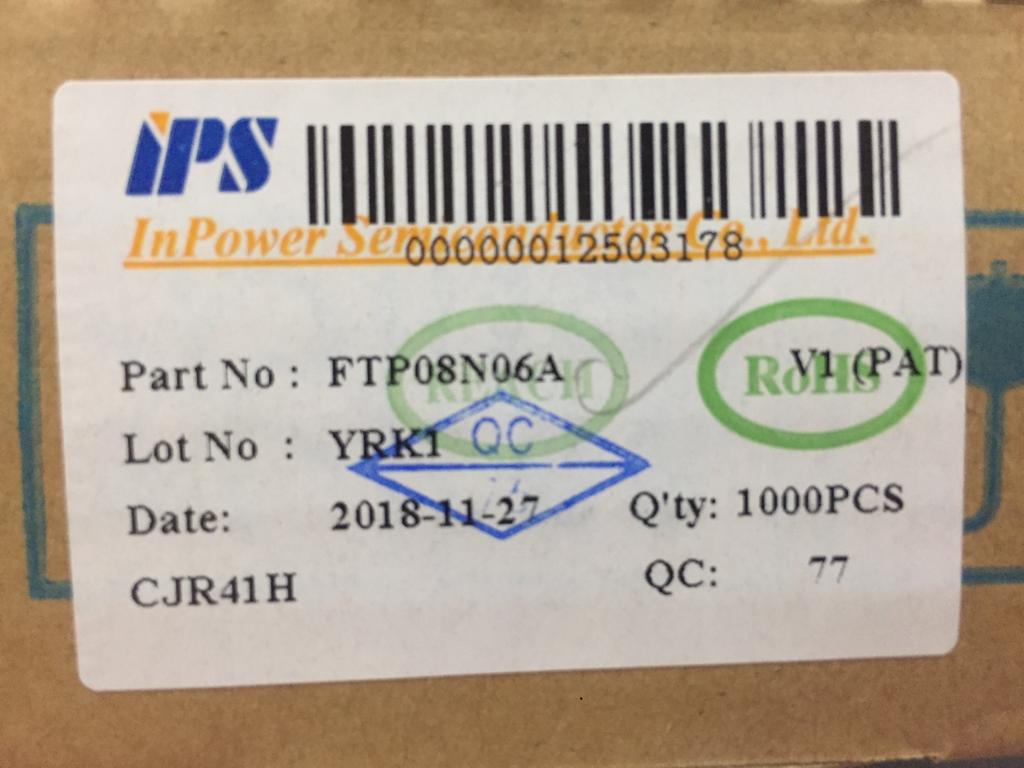 iPS
InPower Semiconductor Co., Ltd.
00000012503178
REACH RoHS
Part No : FTP08N06A V1 (PAT)
QC
Lot No : YRK1
Date: 2018-11-27 Q'ty: 1000PCS
CJR41H QC: 77